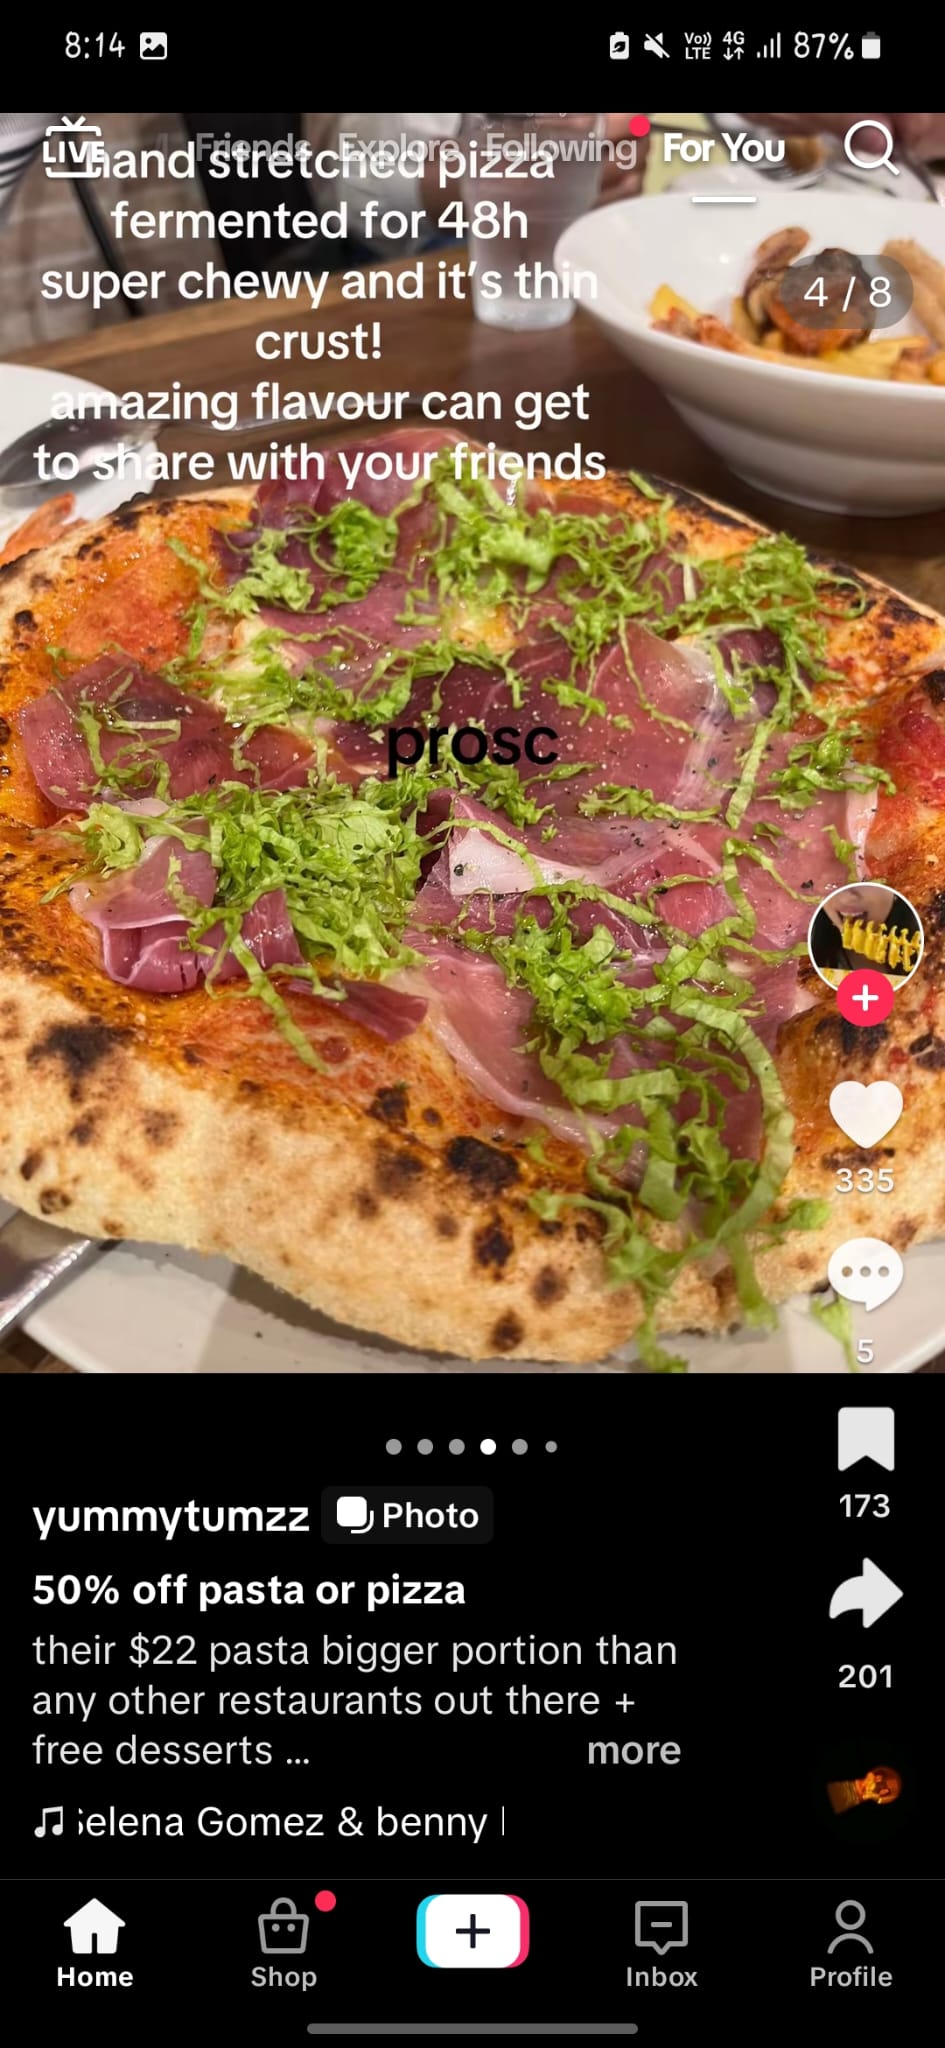 8:14
Vo)) LTE 4G 87%
LIVE Friends Explore Following For You
hand stretched pizza
fermented for 48h
super chewy and it's thin
crust!
amazing flavour can get
to share with your friends
4 / 8
prosc
335
5
173
yummytumzz Photo
50% off pasta or pizza
their $22 pasta bigger portion than
any other restaurants out there +
free desserts ... more
201
Selena Gomez & benny
Home Shop Inbox Profile